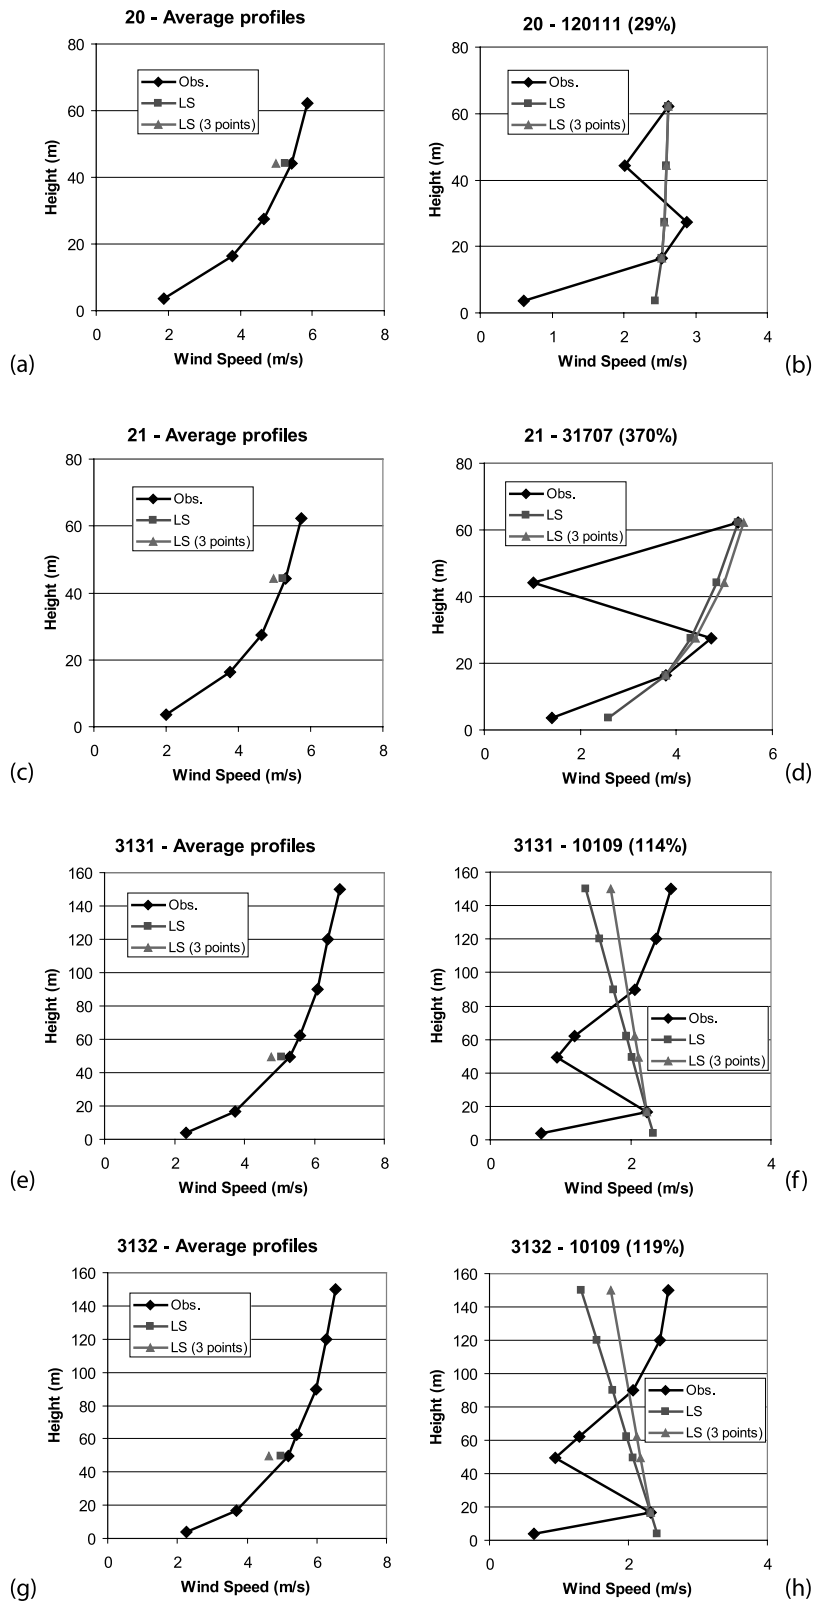 20 - Average profiles
80
60
40
20
0
Height (m)
Obs.
LS
LS (3 points)
0 2 4 6 8
Wind Speed (m/s)
(a)
20 - 120111 (29%)
80
60
40
20
0
Height (m)
Obs.
LS
LS (3 points)
0 1 2 3 4
Wind Speed (m/s)
(b)
21 - Average profiles
80
60
40
20
0
Height (m)
Obs.
LS
LS (3 points)
0 2 4 6 8
Wind Speed (m/s)
(c)
21 - 31707 (370%)
80
60
40
20
0
Height (m)
Obs.
LS
LS (3 points)
0 2 4 6
Wind Speed (m/s)
(d)
3131 - Average profiles
160
140
120
100
80
60
40
20
0
Height (m)
Obs.
LS
LS (3 points)
0 2 4 6 8
Wind Speed (m/s)
(e)
3131 - 10109 (114%)
160
140
120
100
80
60
40
20
0
Height (m)
Obs.
LS
LS (3 points)
0 2 4
Wind Speed (m/s)
(f)
3132 - Average profiles
160
140
120
100
80
60
40
20
0
Height (m)
Obs.
LS
LS (3 points)
0 2 4 6 8
Wind Speed (m/s)
(g)
3132 - 10109 (119%)
160
140
120
100
80
60
40
20
0
Height (m)
Obs.
LS
LS (3 points)
0 2 4
Wind Speed (m/s)
(h)